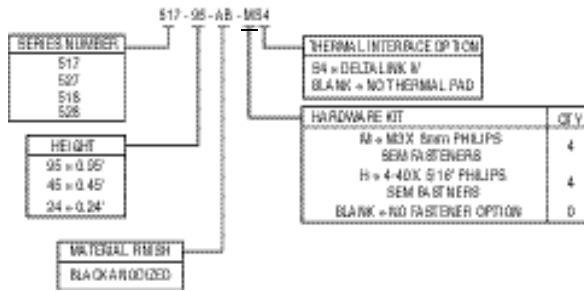 517 - 95 - AB - MS4
SERIES NUMBER
517
527
518
528
THERMAL INTERFACE OPTION
S4 = DELTALINK IV
BLANK = NO THERMAL PAD
HARDWARE KIT QTY
M = M3X 8mm PHILIPS SEM FASTENERS 4
H = 4-40X 5/16" PHILIPS SEM FASTNERS 4
BLANK = NO FASTENER OPTION 0
HEIGHT
95 = 0.95"
45 = 0.45"
24 = 0.24"
MATERIAL FINISH
BLACK ANODIZED